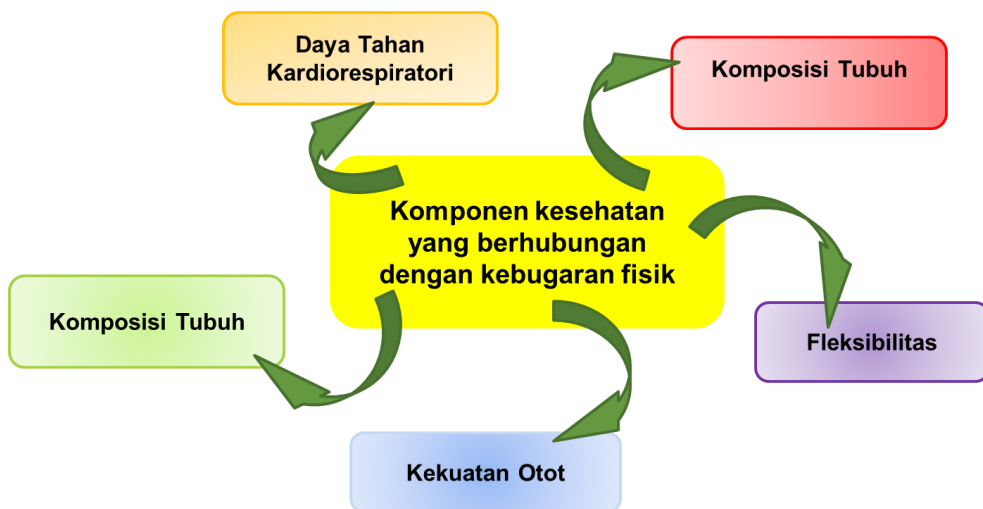 Daya Tahan
Kardiorespiratori
Komposisi Tubuh
Komponen kesehatan
yang berhubungan
dengan kebugaran fisik
Komposisi Tubuh
Fleksibilitas
Kekuatan Otot